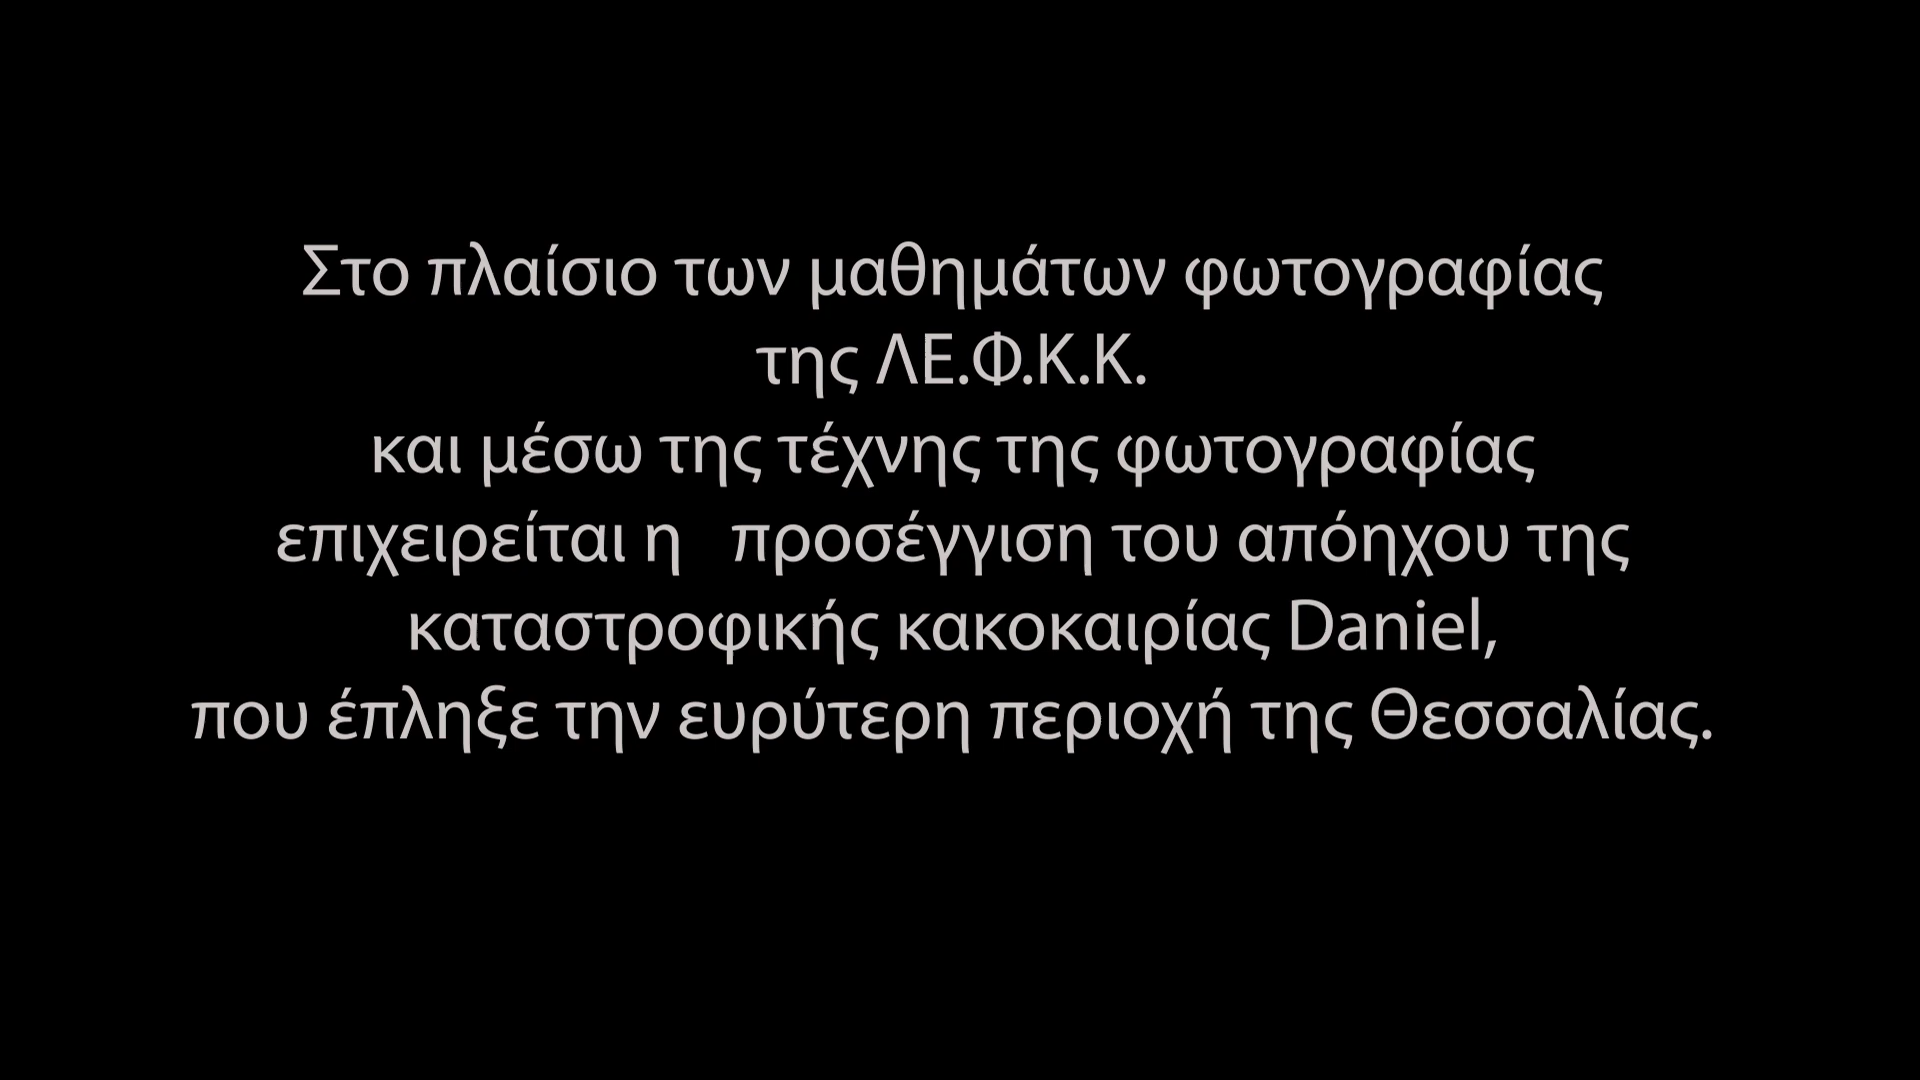 Στο πλαίσιο των μαθημάτων φωτογραφίας
της ΛΕ.Φ.Κ.Κ.
και μέσω της τέχνης της φωτογραφίας
επιχειρείται η προσέγγιση του απόηχου της
καταστροφικής κακοκαιρίας Daniel,
που έπληξε την ευρύτερη περιοχή της Θεσσαλίας.